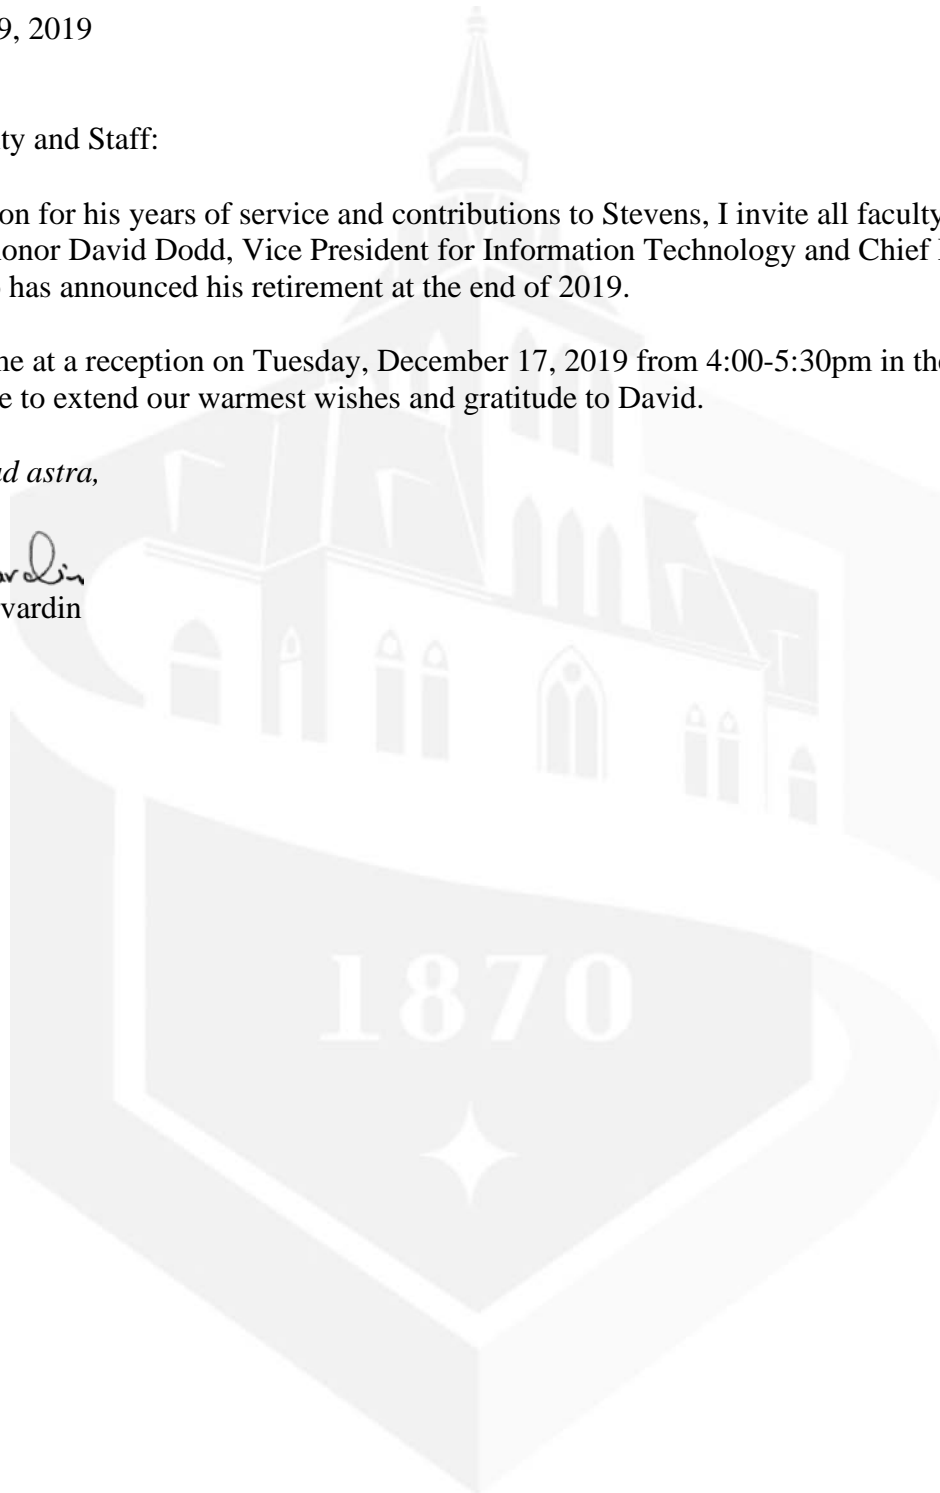 9, 2019
ty and Staff:
on for his years of service and contributions to Stevens, I invite all faculty
onor David Dodd, Vice President for Information Technology and Chief
has announced his retirement at the end of 2019.
ne at a reception on Tuesday, December 17, 2019 from 4:00-5:30pm in the
e to extend our warmest wishes and gratitude to David.
ad astra,
vardin
1870